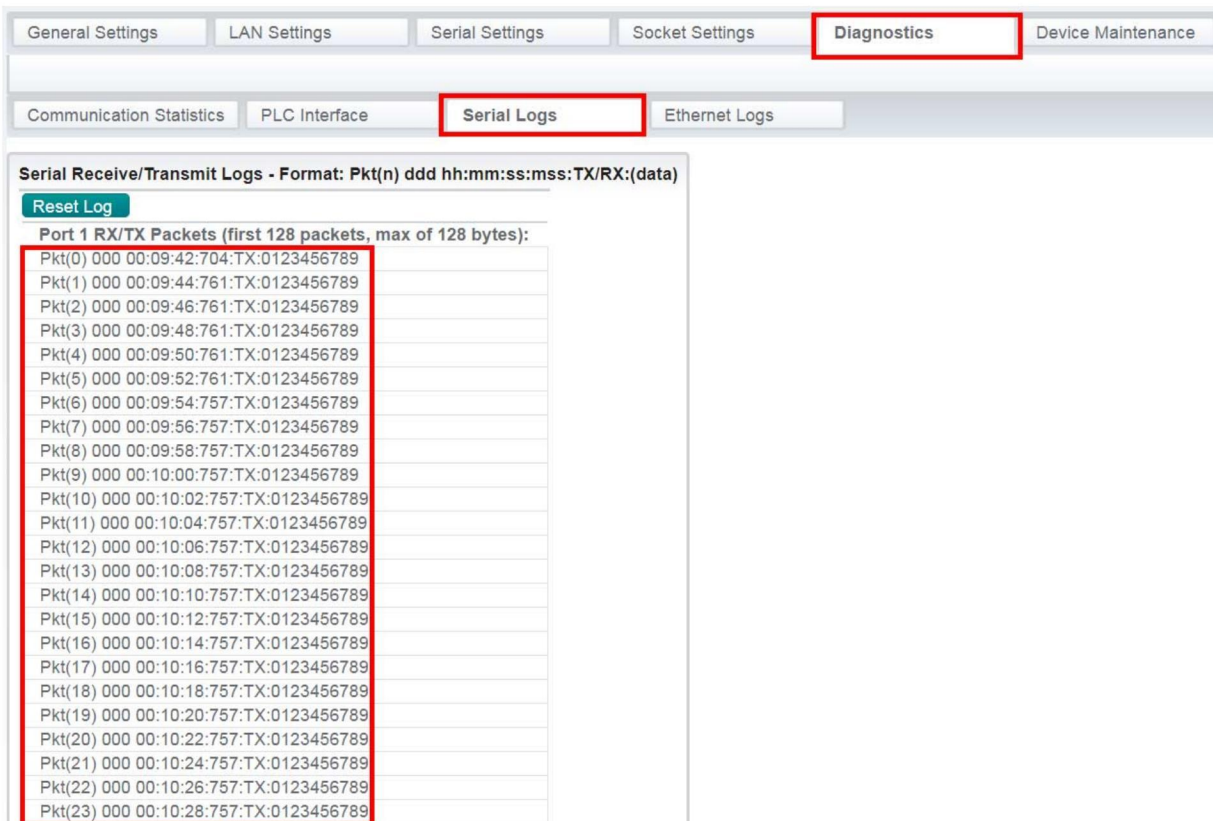 General Settings LAN Settings Serial Settings Socket Settings Diagnostics Device Maintenance
Communication Statistics PLC Interface Serial Logs Ethernet Logs
Serial Receive/Transmit Logs - Format: Pkt(n) ddd hh:mm:ss:mss:TX/RX:(data)
Reset Log
Port 1 RX/TX Packets (first 128 packets, max of 128 bytes):
Pkt(0) 000 00:09:42:704:TX:0123456789
Pkt(1) 000 00:09:44:761:TX:0123456789
Pkt(2) 000 00:09:46:761:TX:0123456789
Pkt(3) 000 00:09:48:761:TX:0123456789
Pkt(4) 000 00:09:50:761:TX:0123456789
Pkt(5) 000 00:09:52:761:TX:0123456789
Pkt(6) 000 00:09:54:757:TX:0123456789
Pkt(7) 000 00:09:56:757:TX:0123456789
Pkt(8) 000 00:09:58:757:TX:0123456789
Pkt(9) 000 00:10:00:757:TX:0123456789
Pkt(10) 000 00:10:02:757:TX:0123456789
Pkt(11) 000 00:10:04:757:TX:0123456789
Pkt(12) 000 00:10:06:757:TX:0123456789
Pkt(13) 000 00:10:08:757:TX:0123456789
Pkt(14) 000 00:10:10:757:TX:0123456789
Pkt(15) 000 00:10:12:757:TX:0123456789
Pkt(16) 000 00:10:14:757:TX:0123456789
Pkt(17) 000 00:10:16:757:TX:0123456789
Pkt(18) 000 00:10:18:757:TX:0123456789
Pkt(19) 000 00:10:20:757:TX:0123456789
Pkt(20) 000 00:10:22:757:TX:0123456789
Pkt(21) 000 00:10:24:757:TX:0123456789
Pkt(22) 000 00:10:26:757:TX:0123456789
Pkt(23) 000 00:10:28:757:TX:0123456789